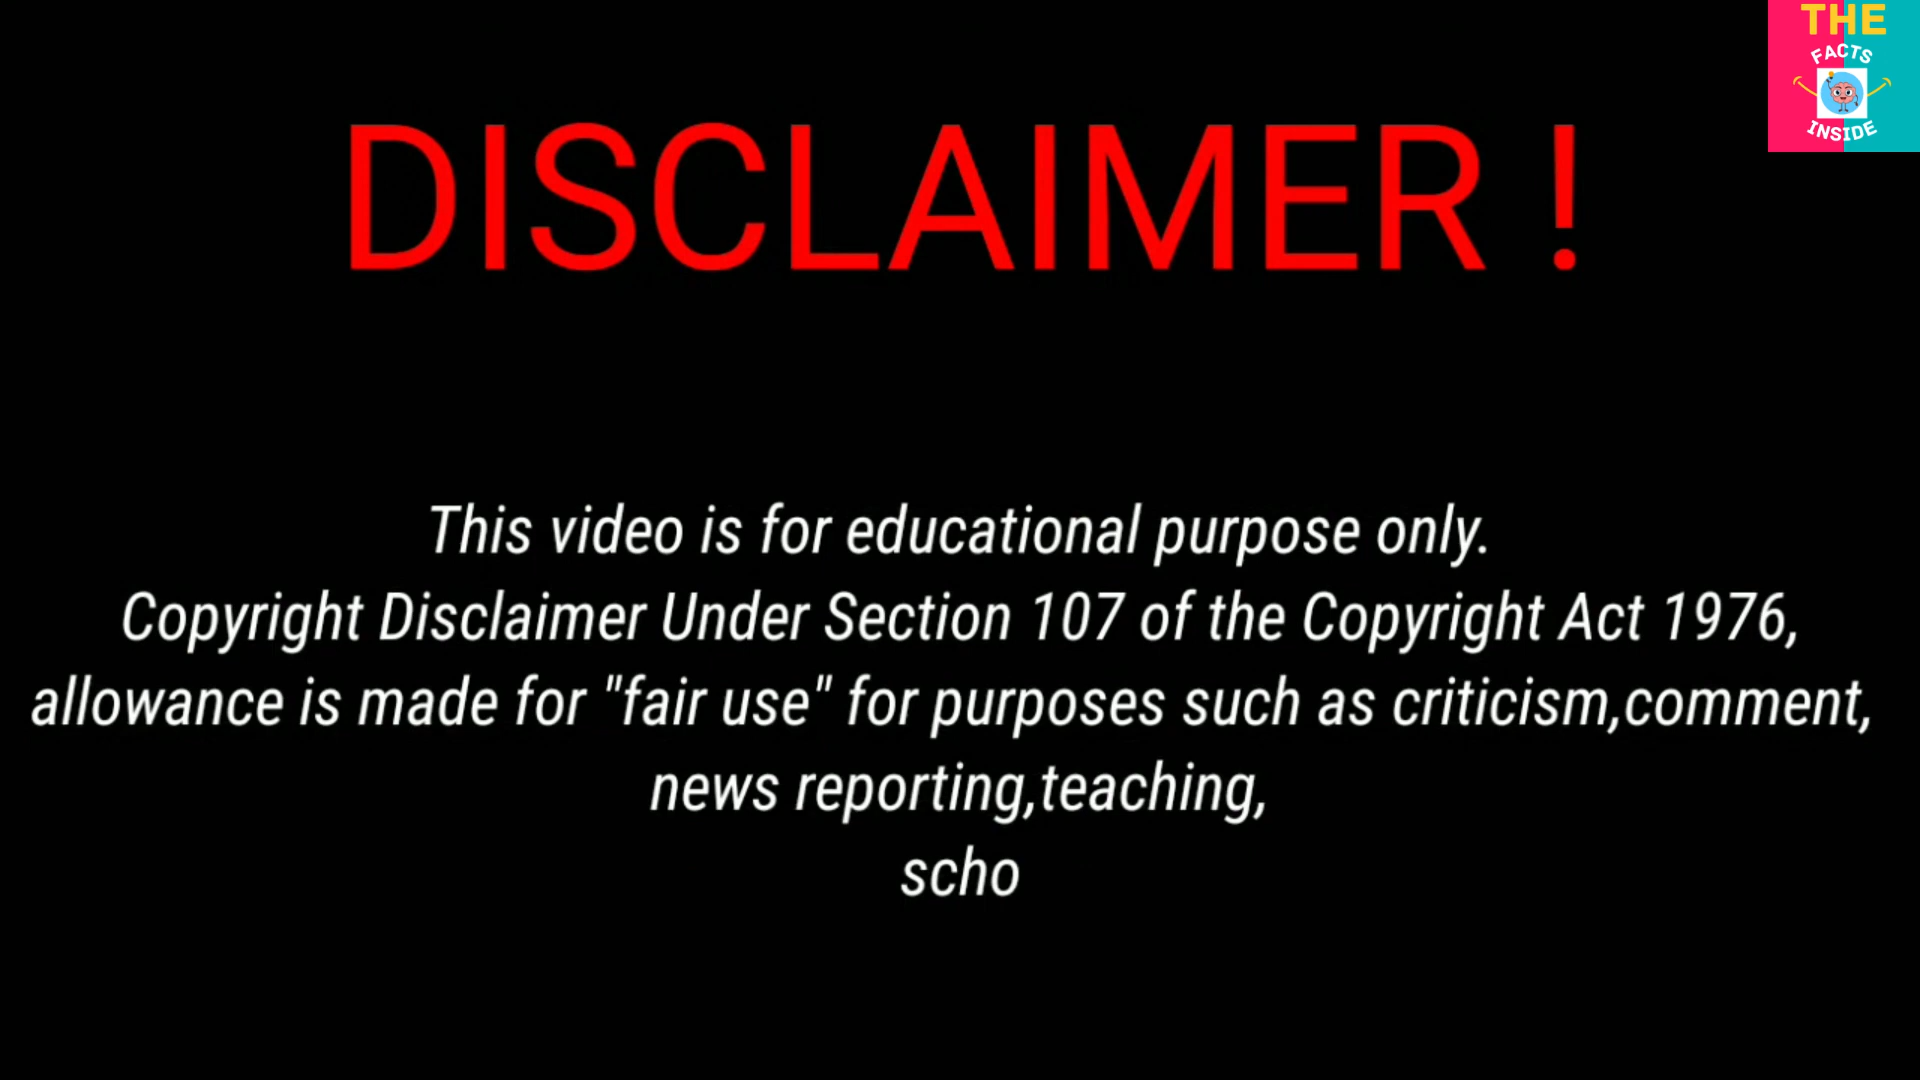 THE
FACTS
INSIDE
DISCLAIMER !
This video is for educational purpose only.
Copyright Disclaimer Under Section 107 of the Copyright Act 1976,
allowance is made for "fair use" for purposes such as criticism,comment,
news reporting,teaching,
scho